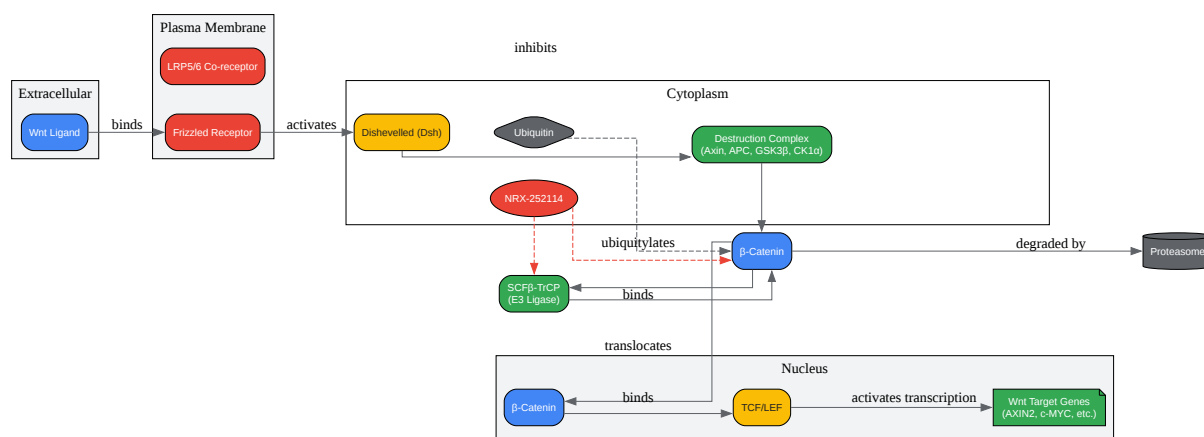 inhibits
Plasma Membrane
LRP5/6 Co-receptor
Extracellular
Cytoplasm
Wnt Ligand
binds
Frizzled Receptor
activates
Dishevelled (Dsh)
Ubiquitin
Destruction Complex
(Axin, APC, GSK3β, CK1α)
NRX-252114
ubiquitylates
β-Catenin
degraded by
Proteasome
SCFβ-TrCP
(E3 Ligase)
binds
translocates
Nucleus
β-Catenin
binds
TCF/LEF
activates transcription
Wnt Target Genes
(AXIN2, c-MYC, etc.)